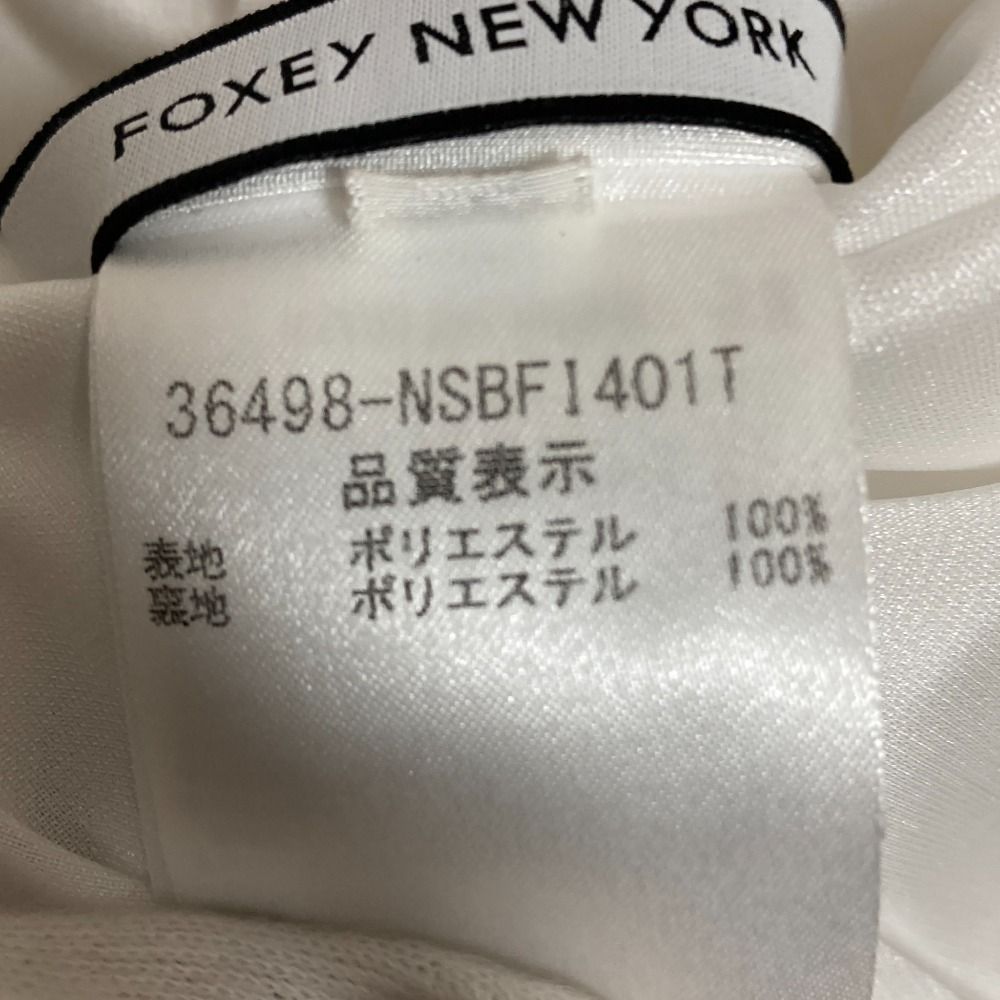 FOXEY NEW YORK
36498-NSBFI401T
品質表示
表地 ポリエステル 100%
裏地 ポリエステル 100%